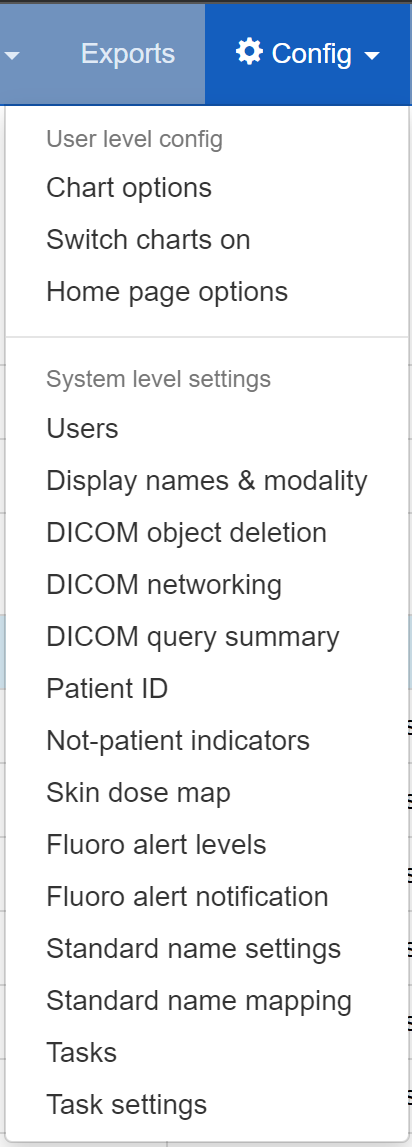 Exports
Config
User level config
Chart options
Switch charts on
Home page options
System level settings
Users
Display names & modality
DICOM object deletion
DICOM networking
DICOM query summary
Patient ID
Not-patient indicators
Skin dose map
Fluoro alert levels
Fluoro alert notification
Standard name settings
Standard name mapping
Tasks
Task settings